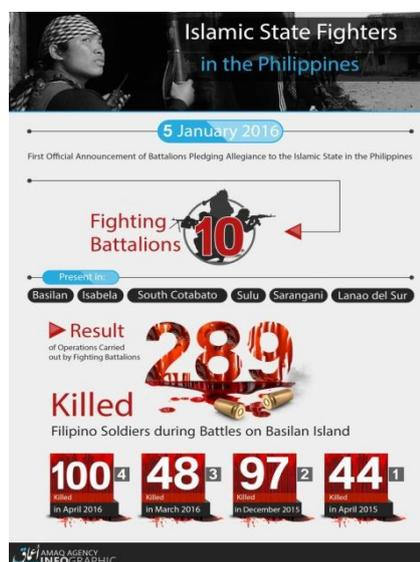 Islamic State Fighters
in the Philippines
5 January 2016
First Official Announcement of Battalions Pledging Allegiance to the Islamic State in the Philippines
Fighting
Battalions
10
Present in:
Basilan Isabela South Cotabato Sulu Sarangani Lanao del Sur
Result
of Operations Carried
out by Fighting Battalions
289
Killed
Filipino Soldiers during Battles on Basilan Island
100 4 48 3 97 2 44 1
Killed Killed Killed Killed
in April 2016 in March 2016 in December 2015 in April 2015
أعماق AMAQ AGENCY
INFOGRAPHIC